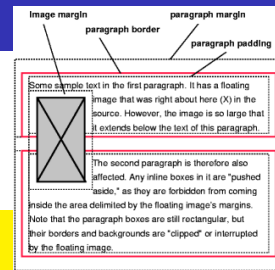 image margin
paragraph margin
paragraph border
paragraph padding
Some sample text in the first paragraph. It has a floating
image that was right about here (X) in the
source. However, the image is so large that
it extends below the text of this paragraph.
The second paragraph is therefore also
affected. Any inline boxes in it are "pushed
aside," as they are forbidden from coming
inside the area delimited by the floating image's margins.
Note that the paragraph boxes are still rectangular, but
their borders and backgrounds are "clipped" or interrupted
by the floating image.